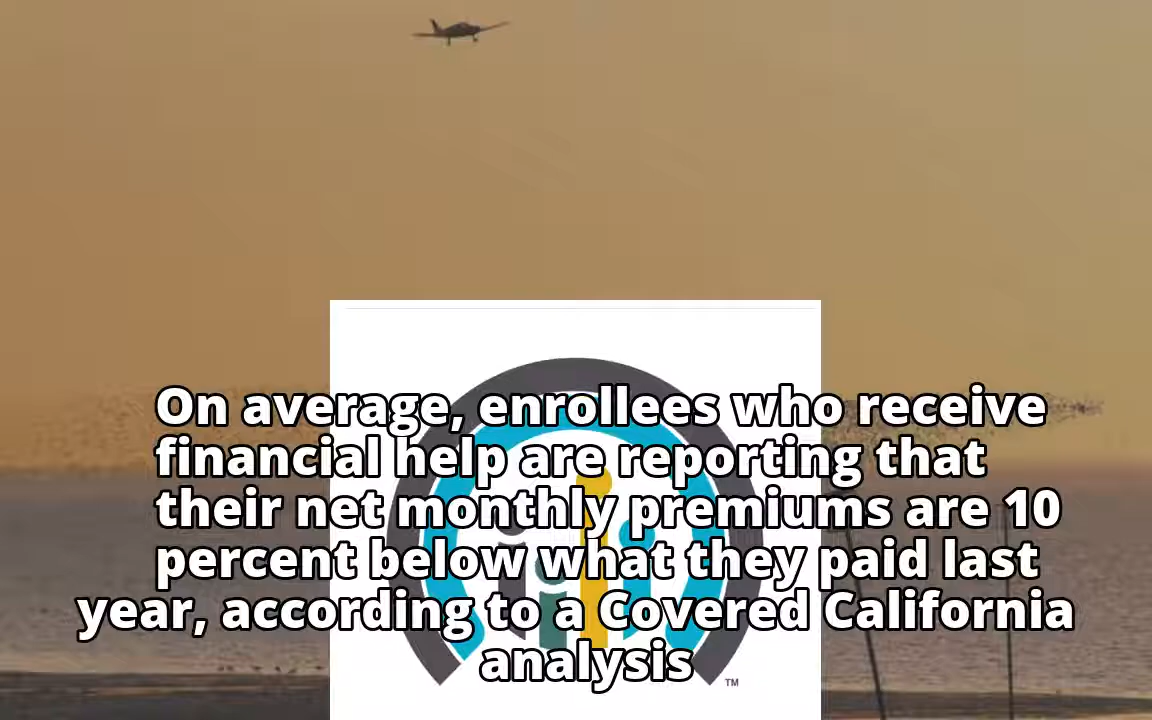 On average, enrollees who receive
financial help are reporting that
their net monthly premiums are 10
percent below what they paid last
year, according to a Covered California
analysis
TM